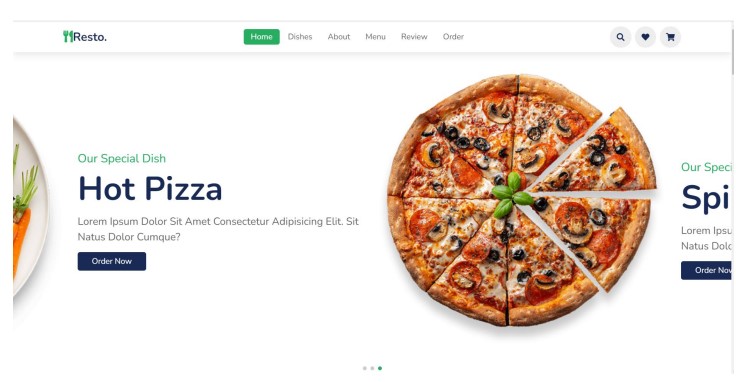 Resto.
Home Dishes About Menu Review Order
Our Special Dish
Hot Pizza
Lorem Ipsum Dolor Sit Amet Consectetur Adipisicing Elit. Sit
Natus Dolor Cumque?
Order Now
Our Speci
Spi
Lorem Ipsu
Natus Dolo
Order Now